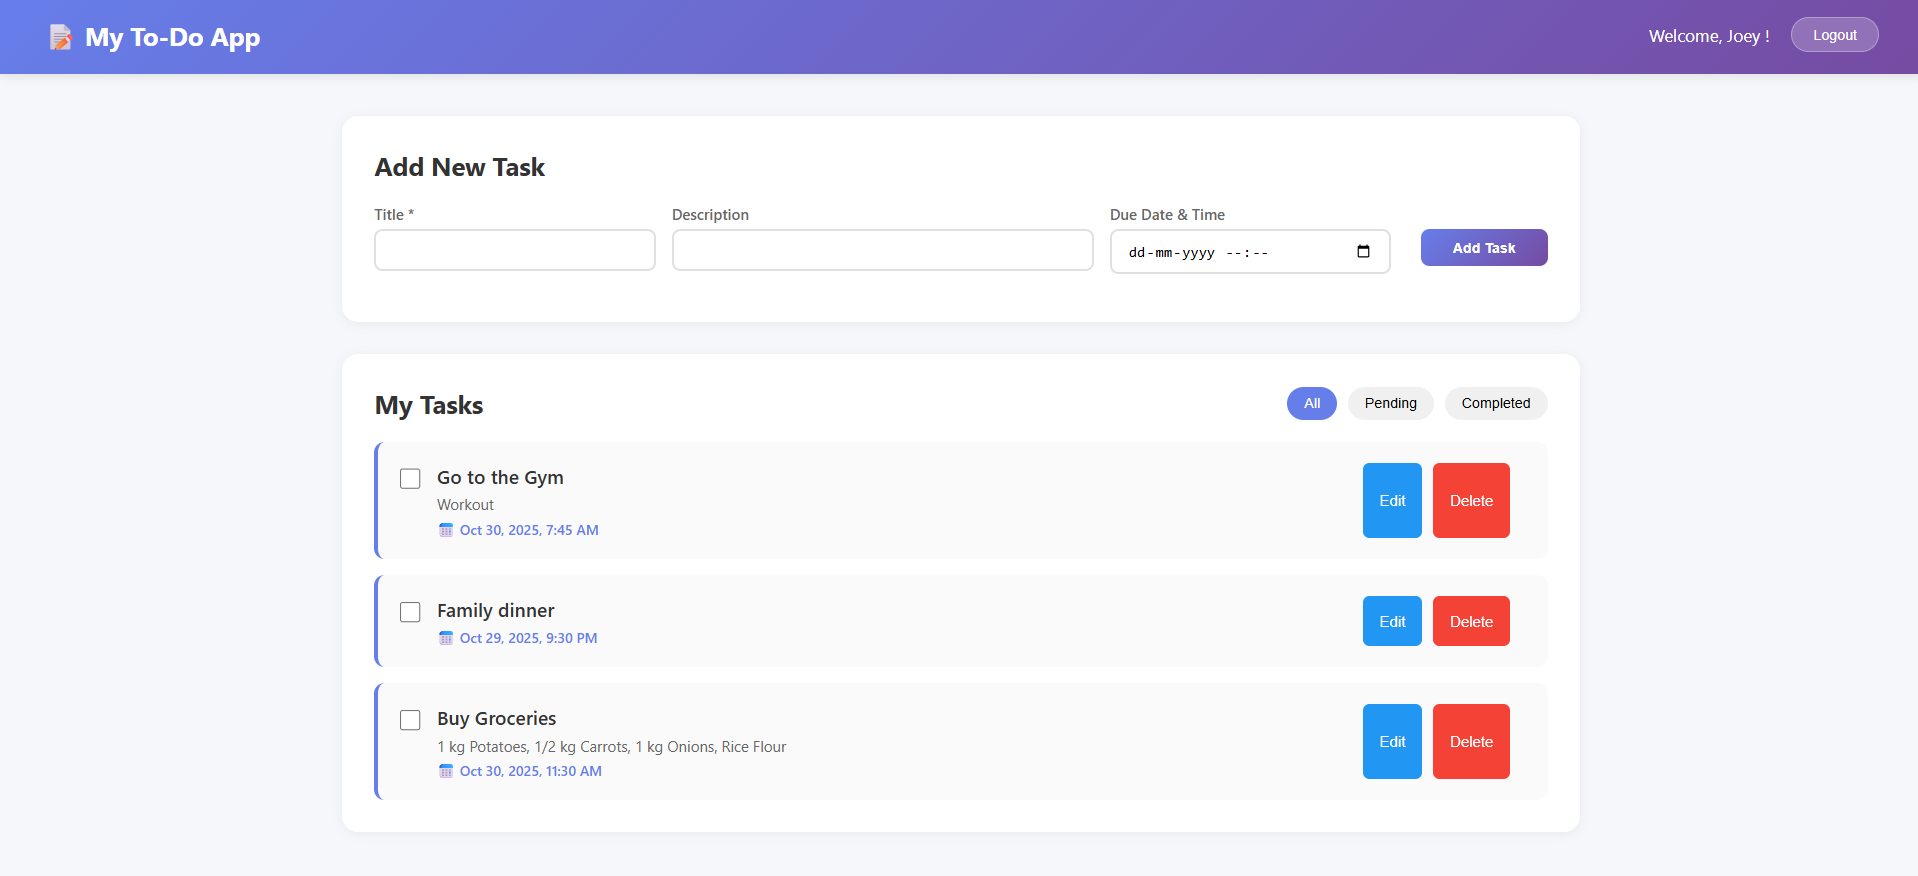 My To-Do App
Welcome, Joey !
Logout
Add New Task
Title *
Description
Due Date & Time
dd-mm-yyyy --:--
Add Task
My Tasks
All
Pending
Completed
Go to the Gym
Workout
Oct 30, 2025, 7:45 AM
Edit
Delete
Family dinner
Oct 29, 2025, 9:30 PM
Edit
Delete
Buy Groceries
1 kg Potatoes, 1/2 kg Carrots, 1 kg Onions, Rice Flour
Oct 30, 2025, 11:30 AM
Edit
Delete